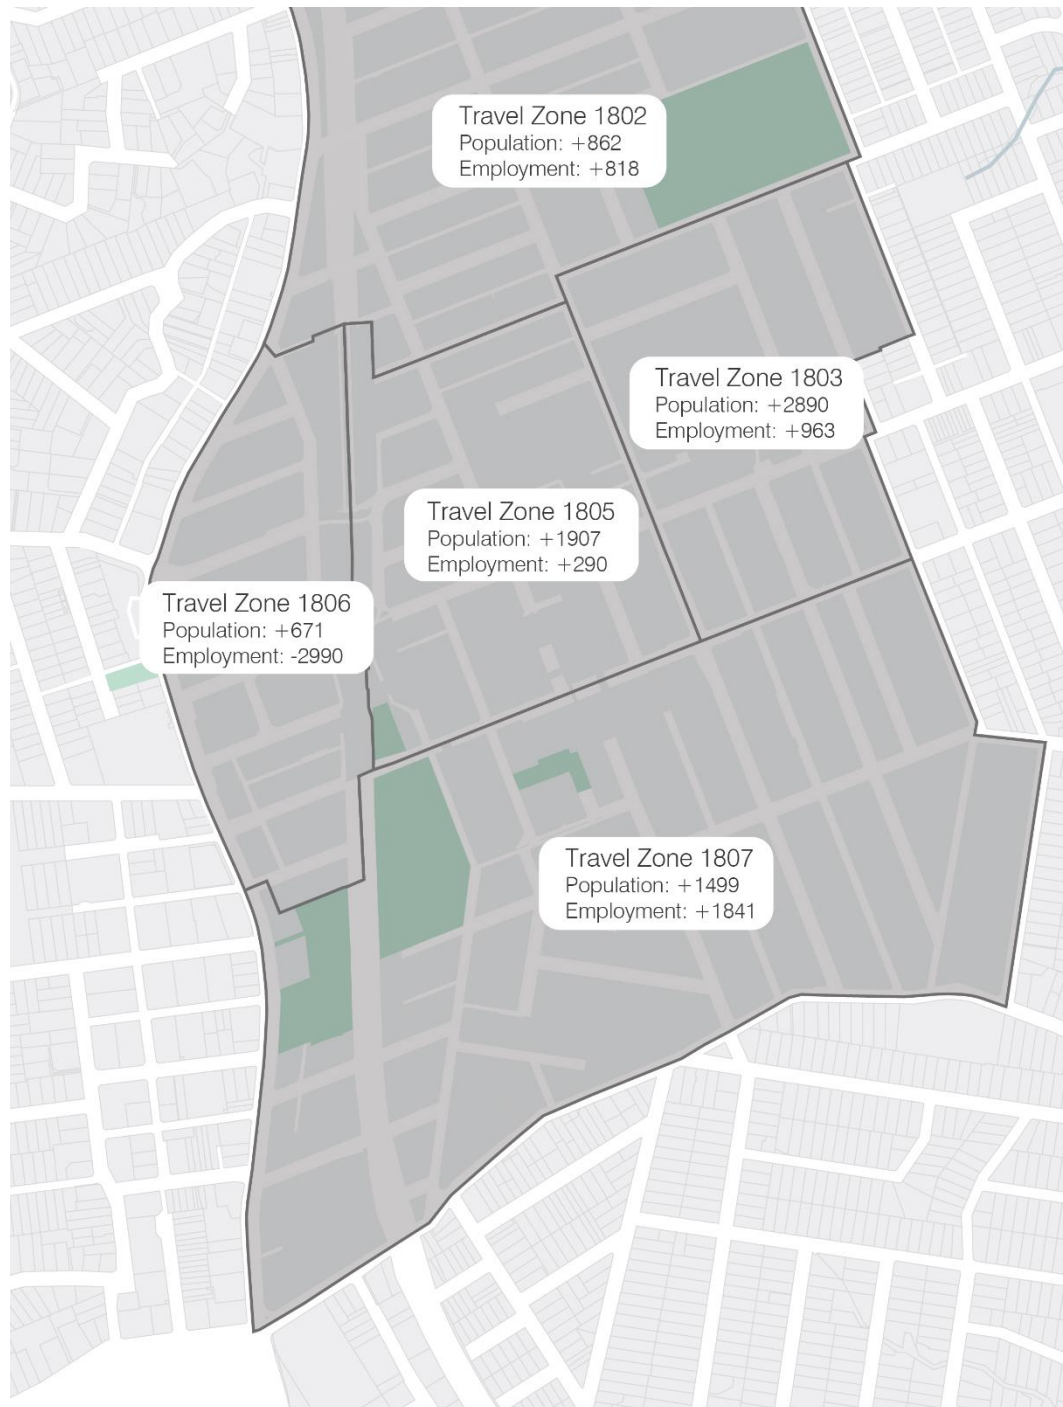 Travel Zone 1802
Population: +862
Employment: +818
Travel Zone 1803
Population: +2890
Employment: +963
Travel Zone 1805
Population: +1907
Employment: +290
Travel Zone 1806
Population: +671
Employment: -2990
Travel Zone 1807
Population: +1499
Employment: +1841